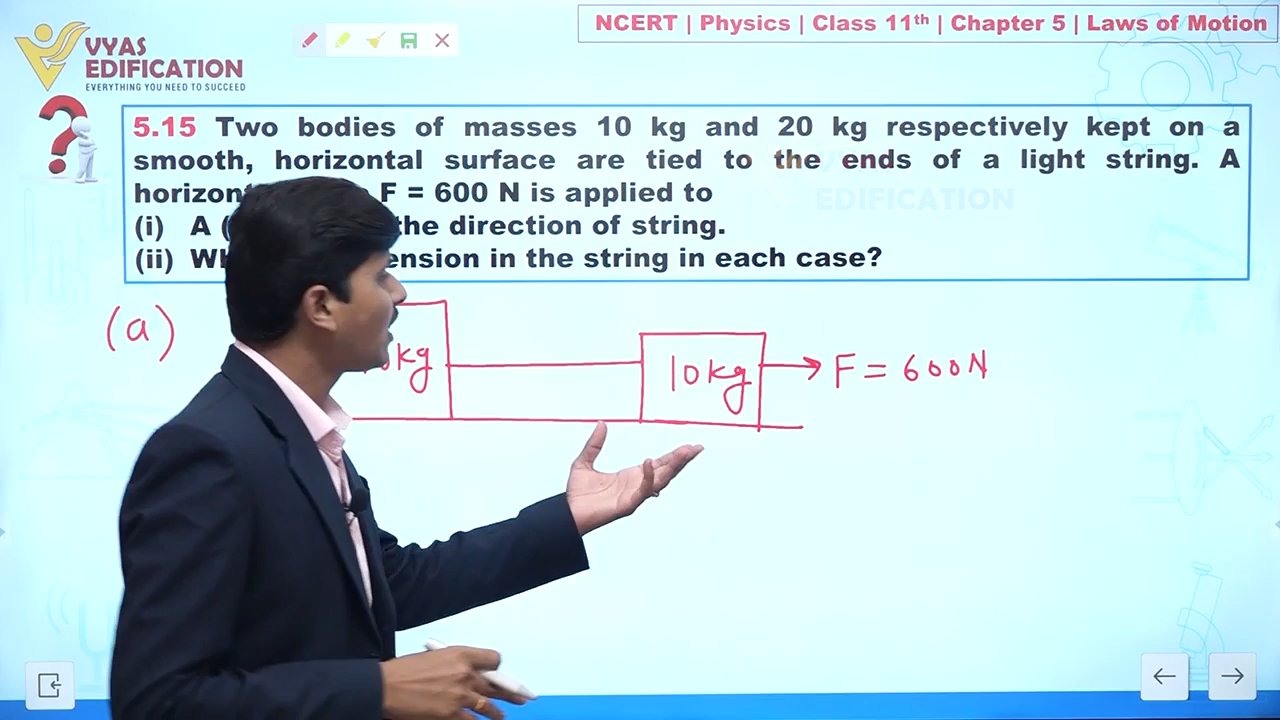 NCERT | Physics | Class 11th | Chapter 5 | Laws of Motion
VYAS
EDIFICATION
EVERYTHING YOU NEED TO SUCCEED
5.15 Two bodies of masses 10 kg and 20 kg respectively kept on a
smooth, horizontal surface are tied to the ends of a light string. A
F = 600 N is applied to
(i) A ( the direction of string.
(ii) in the string in each case?
EDIFICATION
(a)
kg
10kg
F = 600N